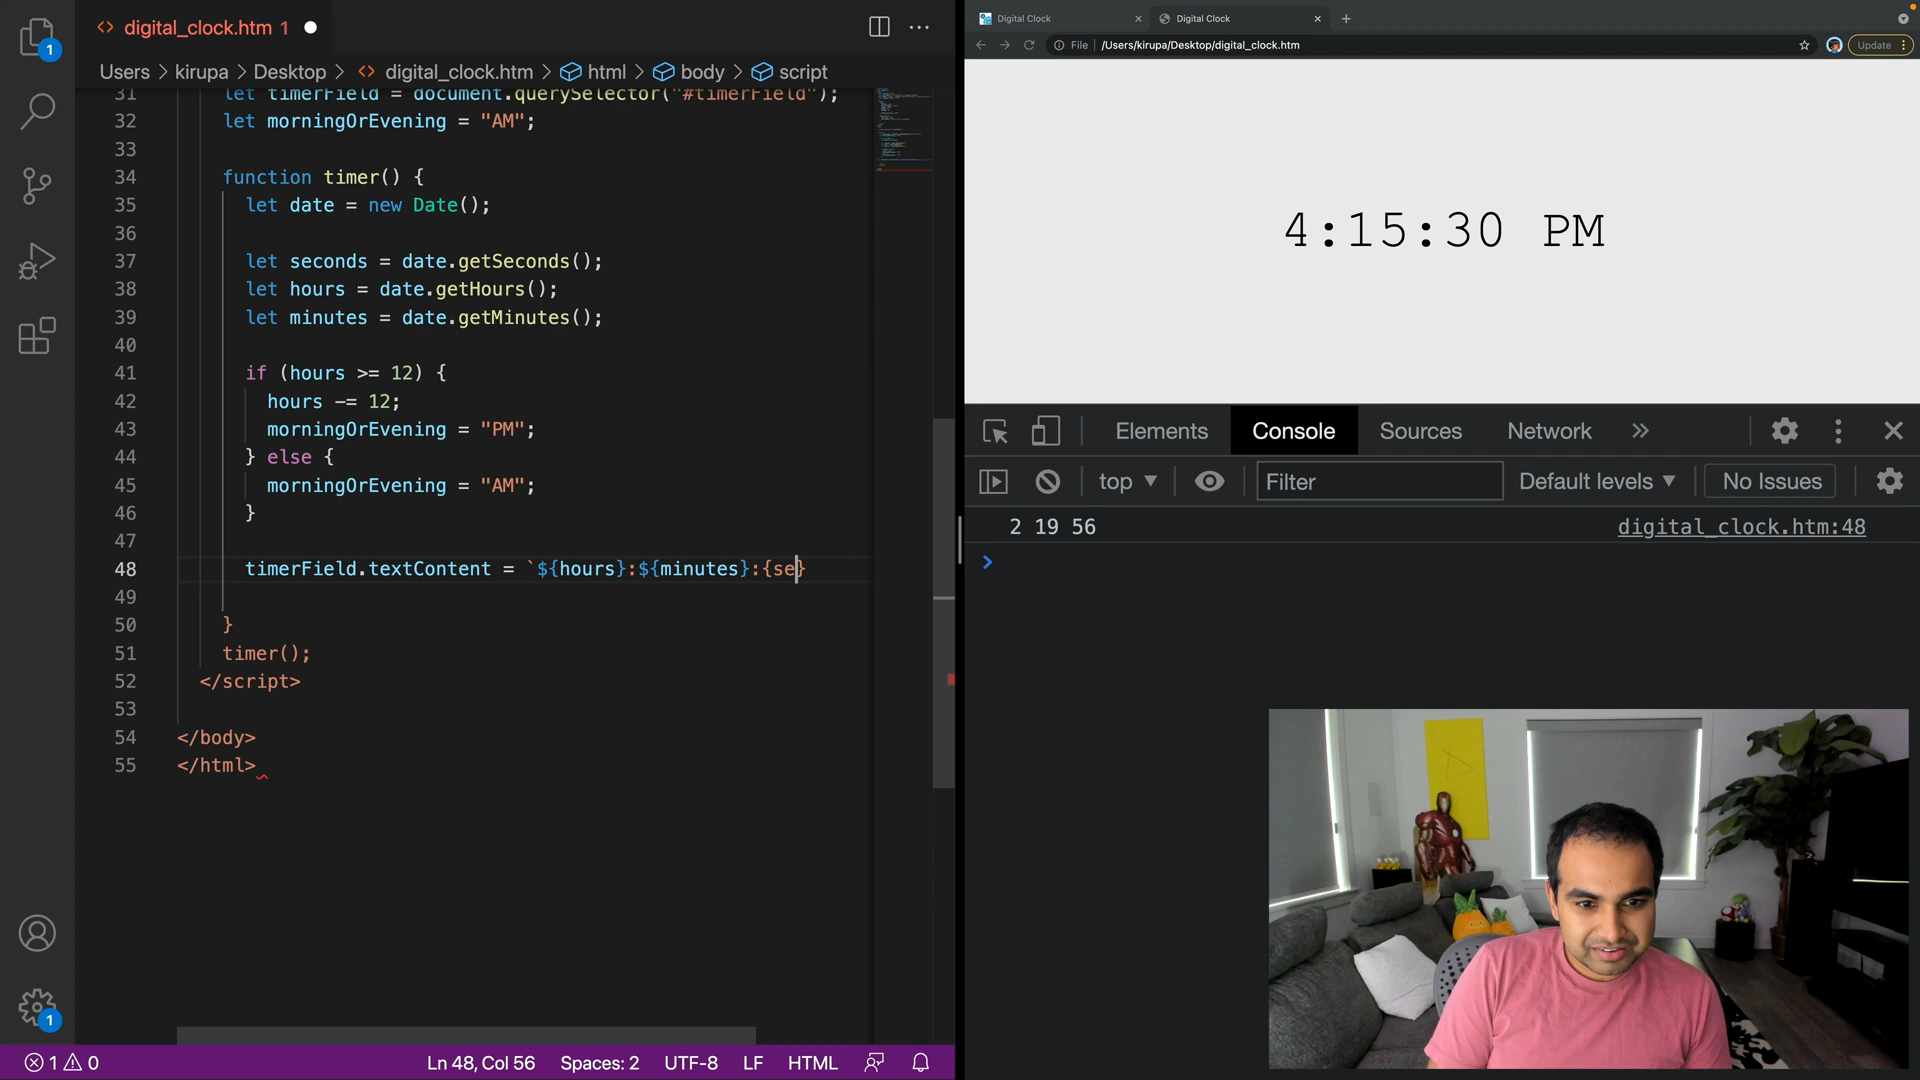 digital_clock.htm 1
1
Users > kirupa > Desktop > digital_clock.htm > html > body > script
31 let timerField = document.querySelector("#timerField");
32 let morningOrEvening = "AM";
33
34 function timer() {
35 let date = new Date();
36
37 let seconds = date.getSeconds();
38 let hours = date.getHours();
39 let minutes = date.getMinutes();
40
41 if (hours >= 12) {
42 hours -= 12;
43 morningOrEvening = "PM";
44 } else {
45 morningOrEvening = "AM";
46 }
47
48 timerField.textContent = `${hours}:${minutes}:{se}
49
50 }
51 timer();
52 </script>
53
54 </body>
55 </html>
1
1 0
Ln 48, Col 56 Spaces: 2 UTF-8 LF HTML
Digital Clock
Digital Clock
File | /Users/kirupa/Desktop/digital_clock.htm
Update
4:15:30 PM
Elements Console Sources Network
top Filter Default levels No Issues
2 19 56 digital_clock.htm:48